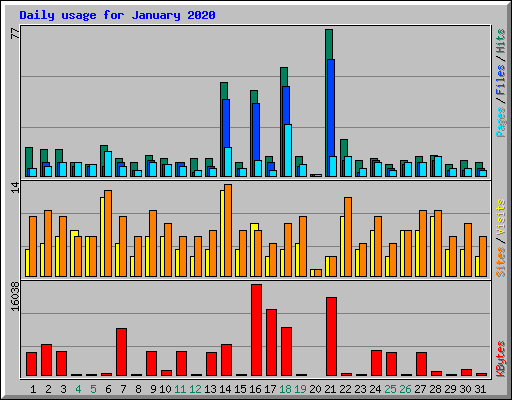 Daily usage for January 2020
77
Pages / Files / Hits
14
Sites / Visits
16038
KBytes
1 2 3 4 5 6 7 8 9 10 11 12 13 14 15 16 17 18 19 20 21 22 23 24 25 26 27 28 29 30 31